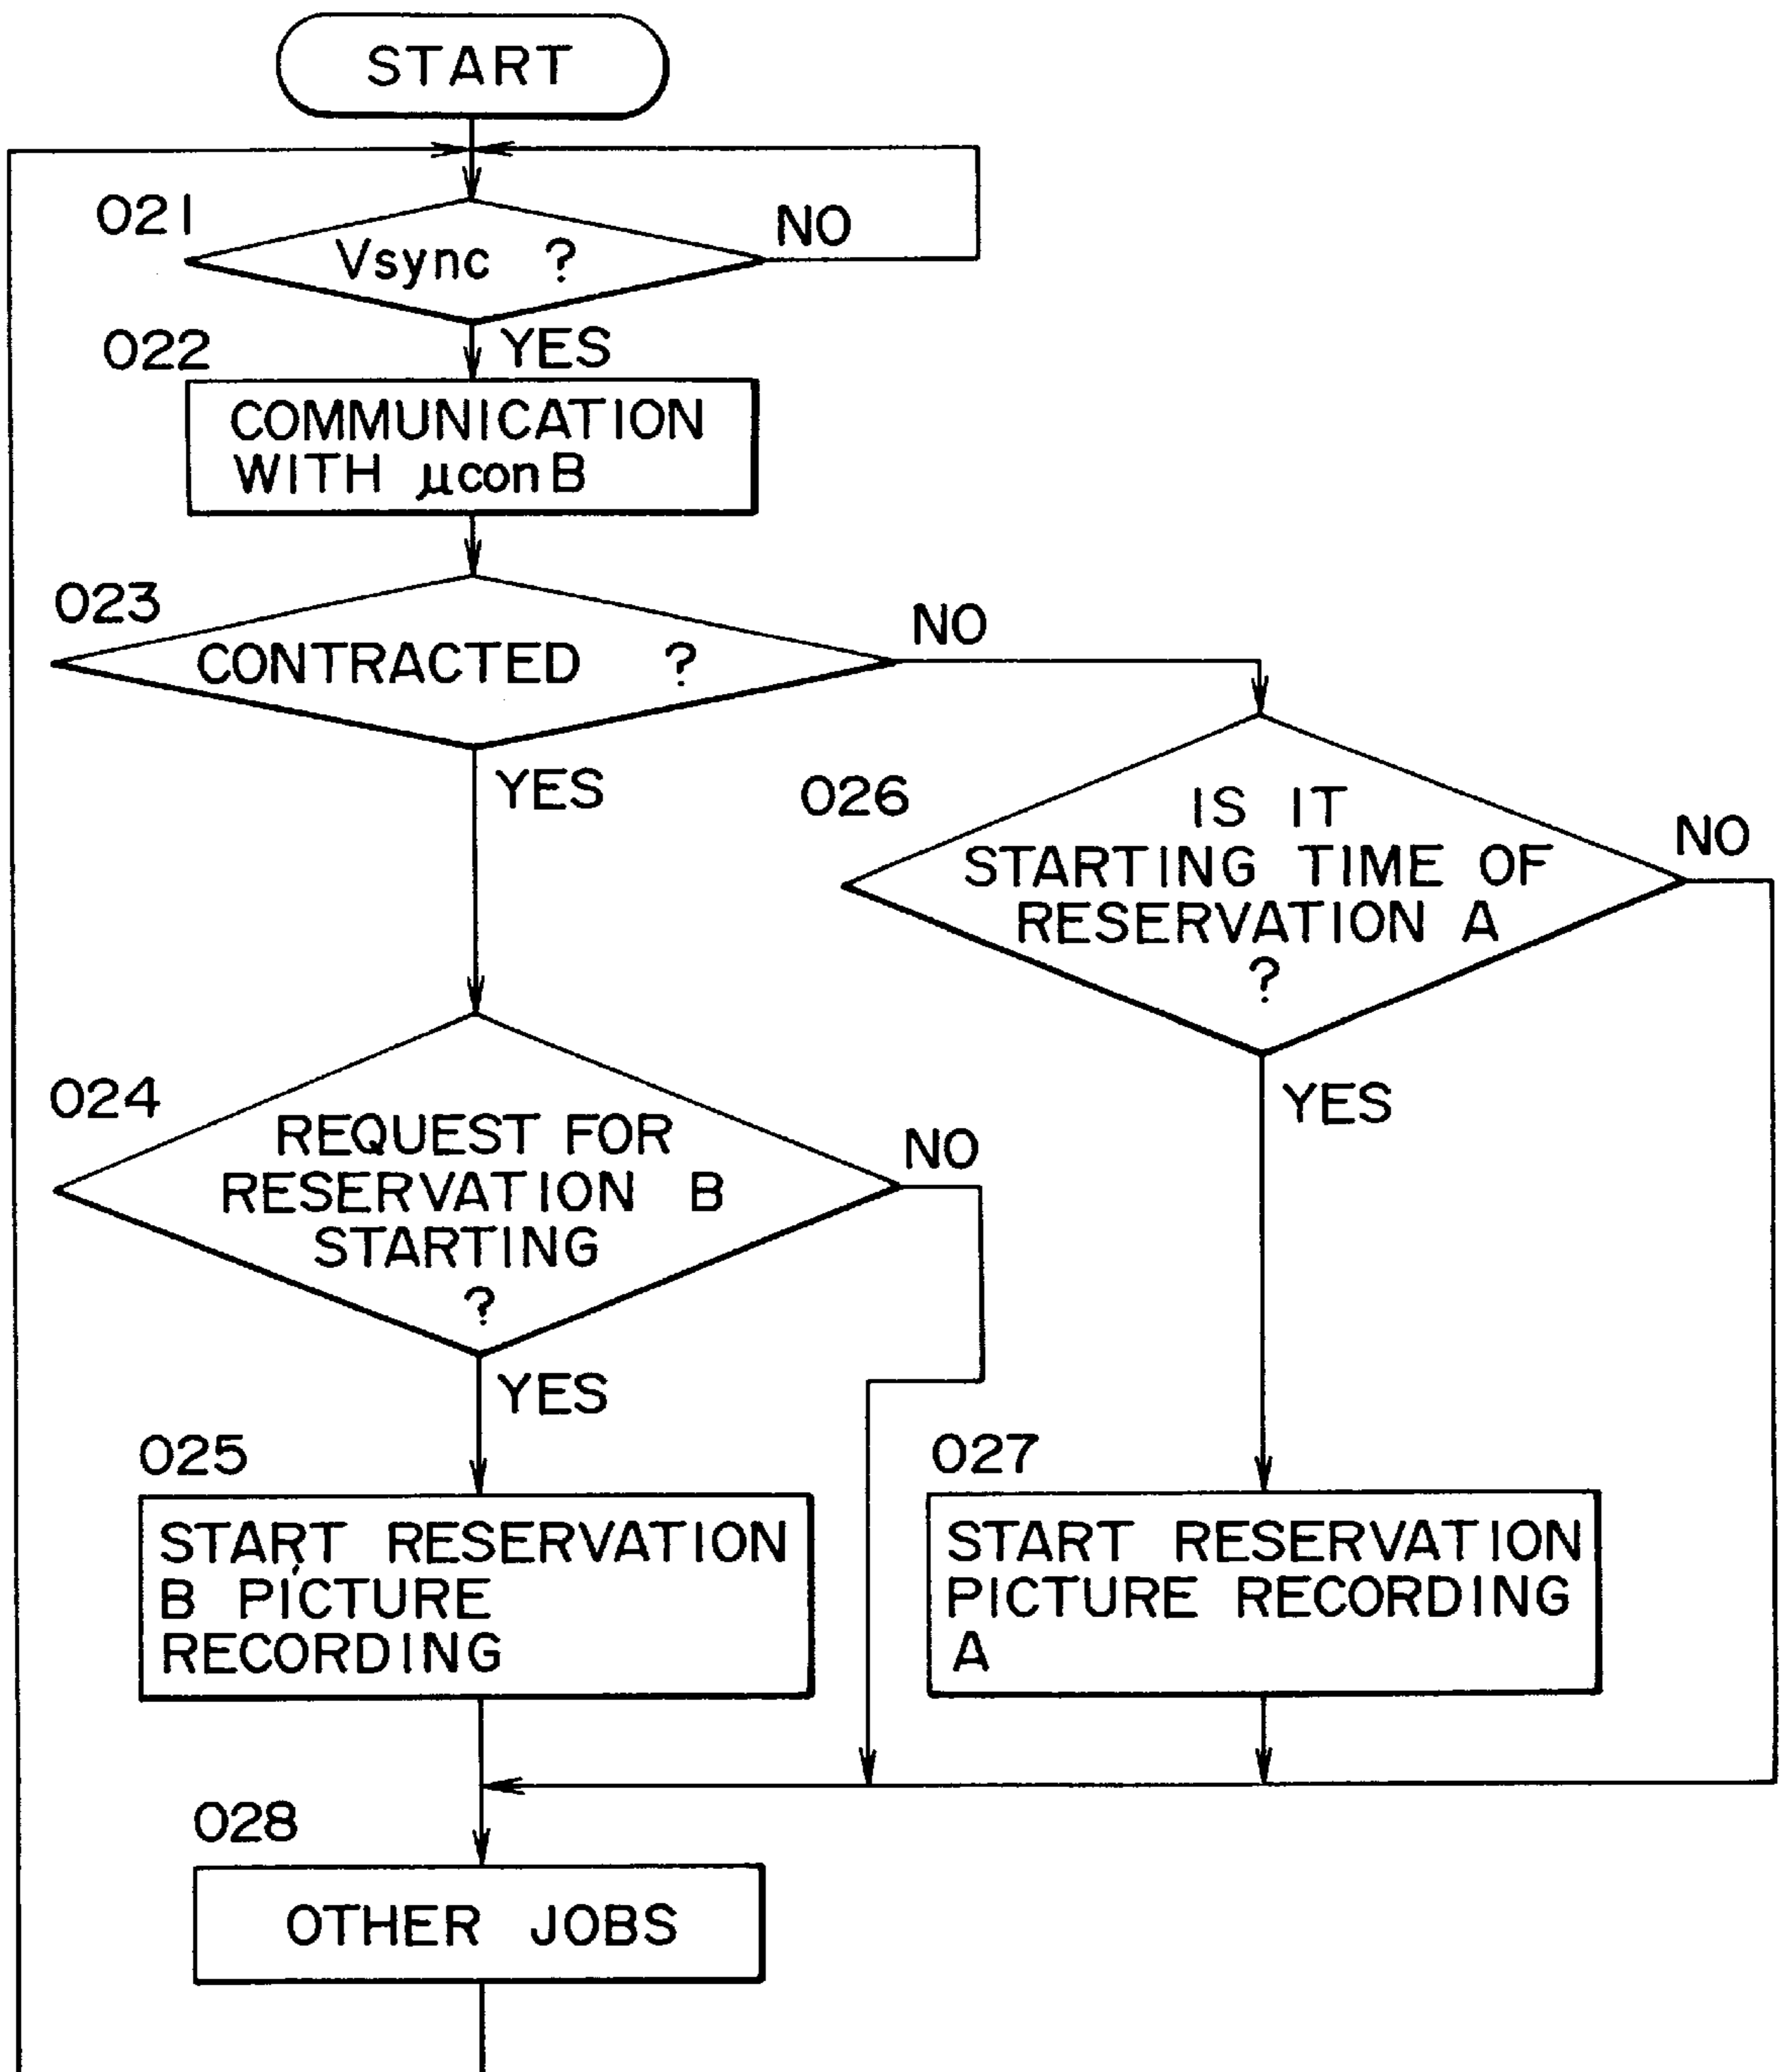 START
021
Vsync ?
NO
022
YES
COMMUNICATION
WITH μconB
023
CONTRACTED ?
NO
YES
026
IS IT
STARTING TIME OF
RESERVATION A
?
NO
YES
024
REQUEST FOR
RESERVATION B
STARTING
?
NO
YES
025
START RESERVATION
B PICTURE
RECORDING
027
START RESERVATION
PICTURE RECORDING
A
028
OTHER JOBS